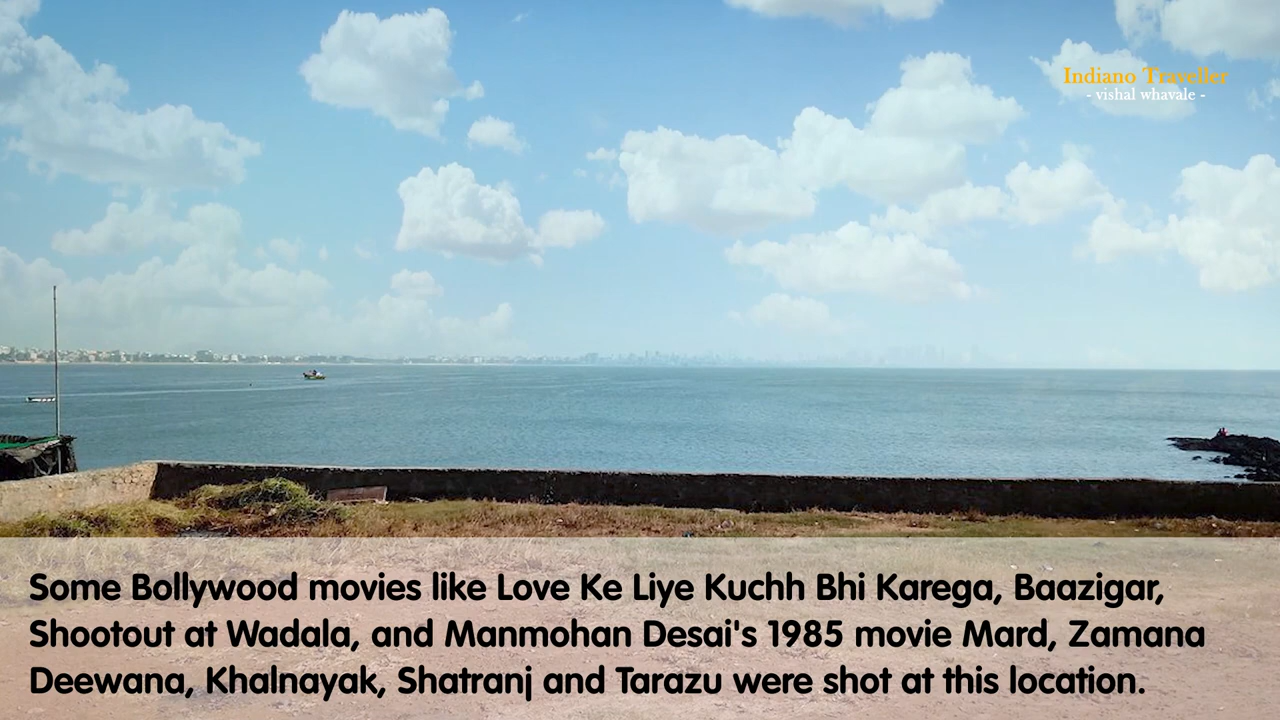 Indiano Traveller
- vishal whavale -
Some Bollywood movies like Love Ke Liye Kuchh Bhi Karega, Baazigar,
Shootout at Wadala, and Manmohan Desai's 1985 movie Mard, Zamana
Deewana, Khalnayak, Shatranj and Tarazu were shot at this location.